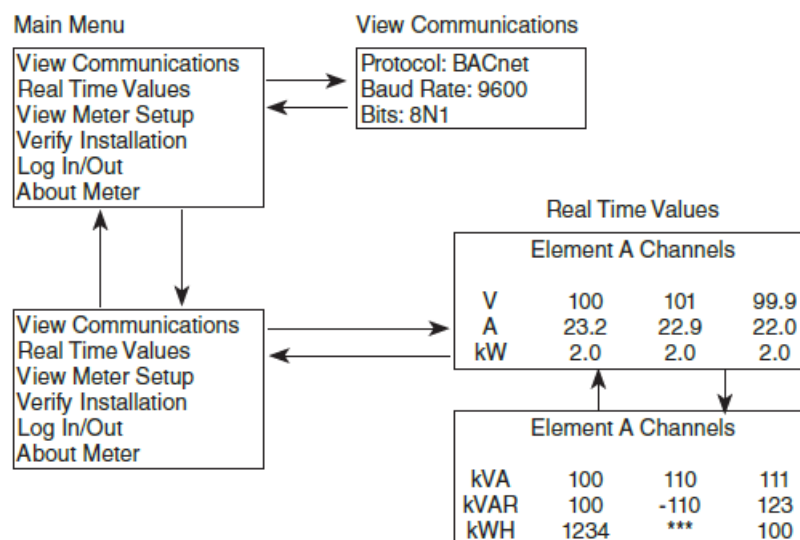 Main Menu
View Communications
Real Time Values
View Meter Setup
Verify Installation
Log In/Out
About Meter
View Communications
Protocol: BACnet
Baud Rate: 9600
Bits: 8N1
View Communications
Real Time Values
View Meter Setup
Verify Installation
Log In/Out
About Meter
Real Time Values
Element A Channels
V 100 101 99.9
A 23.2 22.9 22.0
kW 2.0 2.0 2.0
Element A Channels
kVA 100 110 111
kVAR 100 -110 123
kWH 1234 *** 100